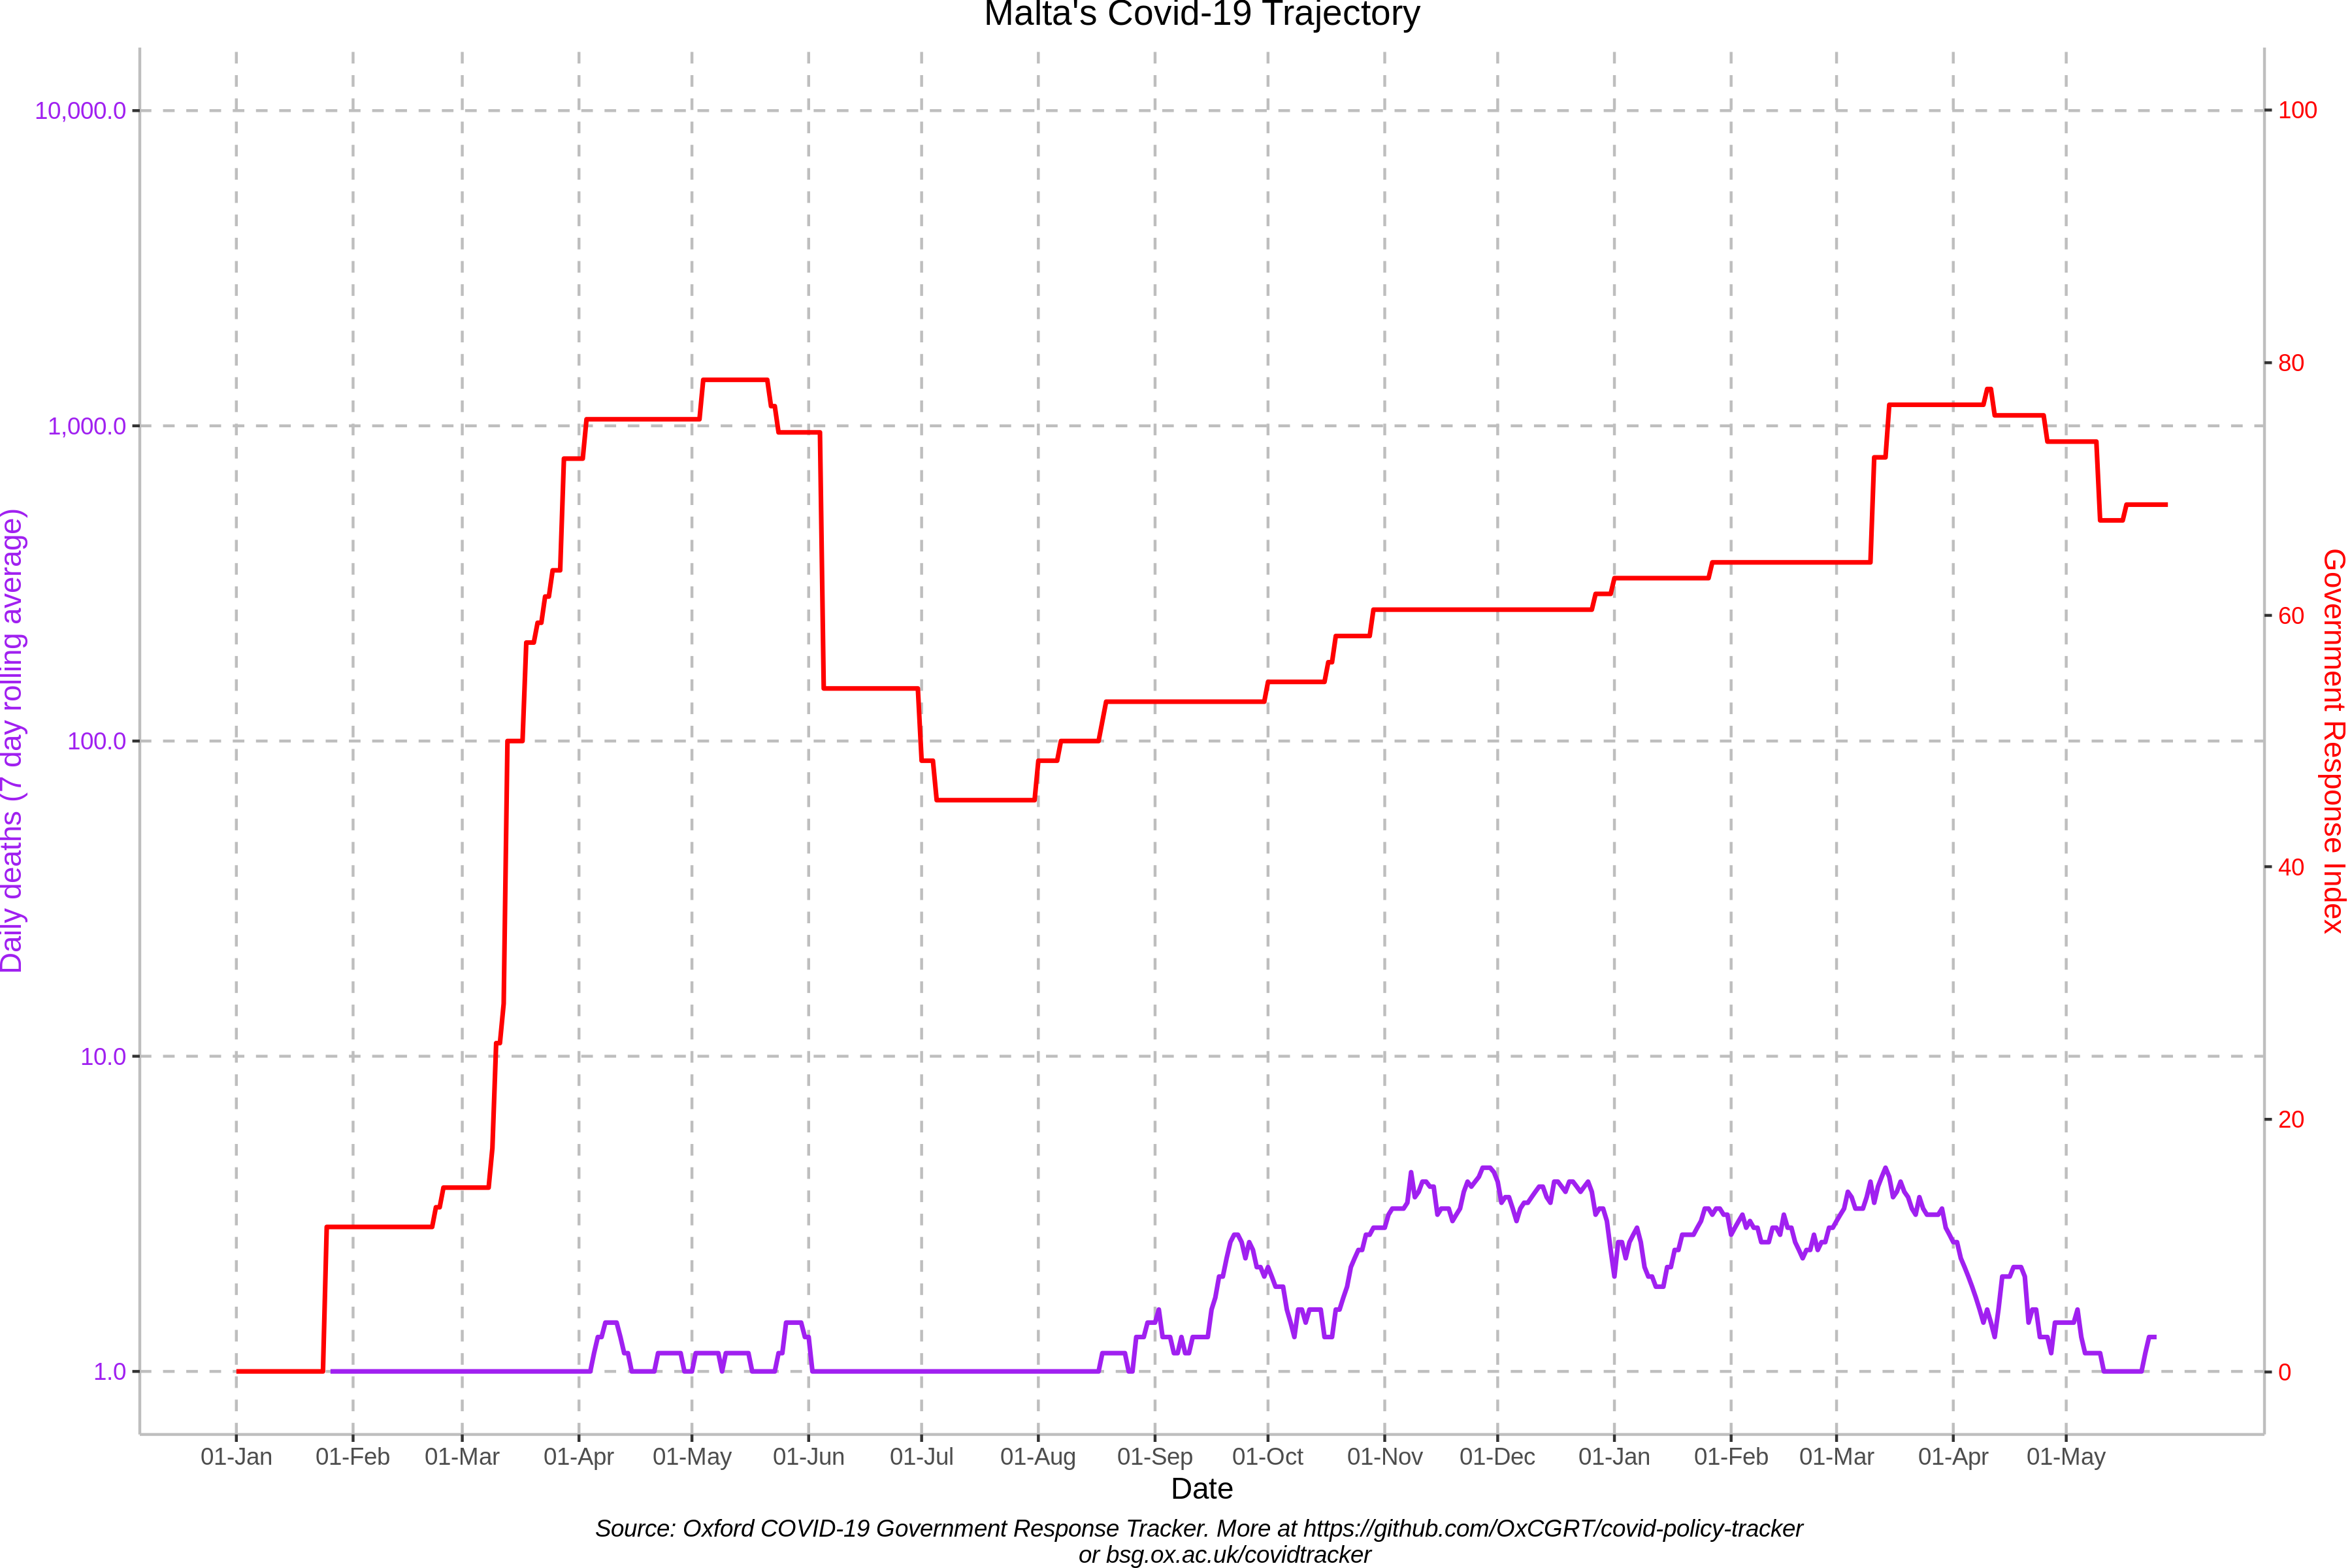 Malta's Covid-19 Trajectory
10,000.0
1,000.0
100.0
10.0
1.0
Daily deaths (7 day rolling average)
100
80
60
40
20
0
Government Response Index
01-Jan 01-Feb 01-Mar 01-Apr 01-May 01-Jun 01-Jul 01-Aug 01-Sep 01-Oct 01-Nov 01-Dec 01-Jan 01-Feb 01-Mar 01-Apr 01-May
Date
Source: Oxford COVID-19 Government Response Tracker. More at https://github.com/OxCGRT/covid-policy-tracker
or bsg.ox.ac.uk/covidtracker